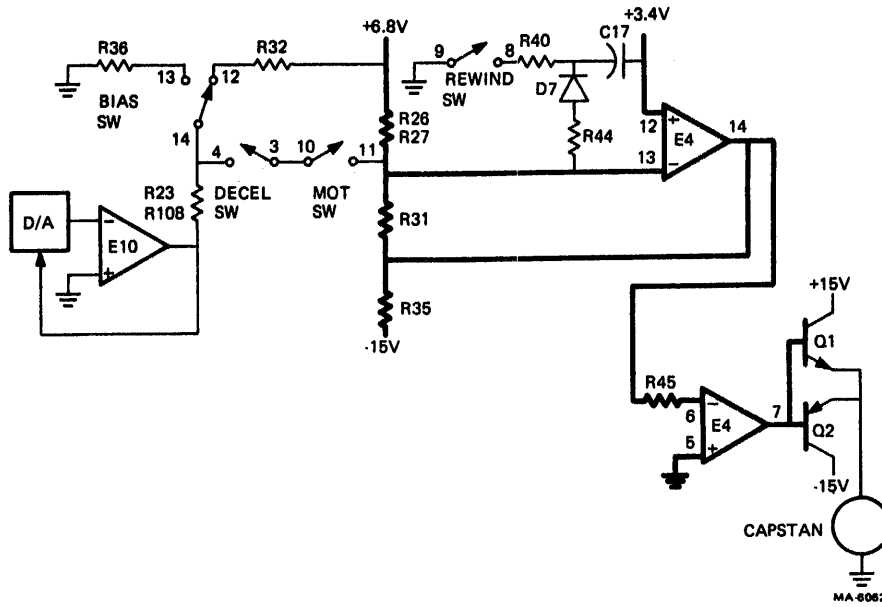 +6.8V
+3.4V
R36
R32
9
8
R40
C17
13
12
REWIND
SW
D7
BIAS
SW
R26
R27
12
+
14
E4
14
R44
4
3
10
11
13
−
R23
R108
DECEL
SW
MOT
SW
D/A
−
E10
+
R31
R35
-15V
+15V
Q1
R45
−
6
E4
7
5
+
Q2
-15V
CAPSTAN
MA-6062